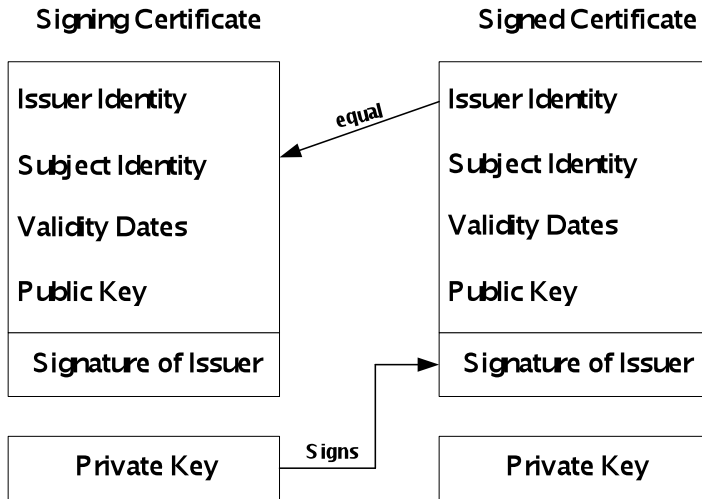 Signing Certificate
Signed Certificate
Issuer Identity
Subject Identity
Validity Dates
Public Key
Signature of Issuer
Private Key
equal
Signs
Issuer Identity
Subject Identity
Validity Dates
Public Key
Signature of Issuer
Private Key